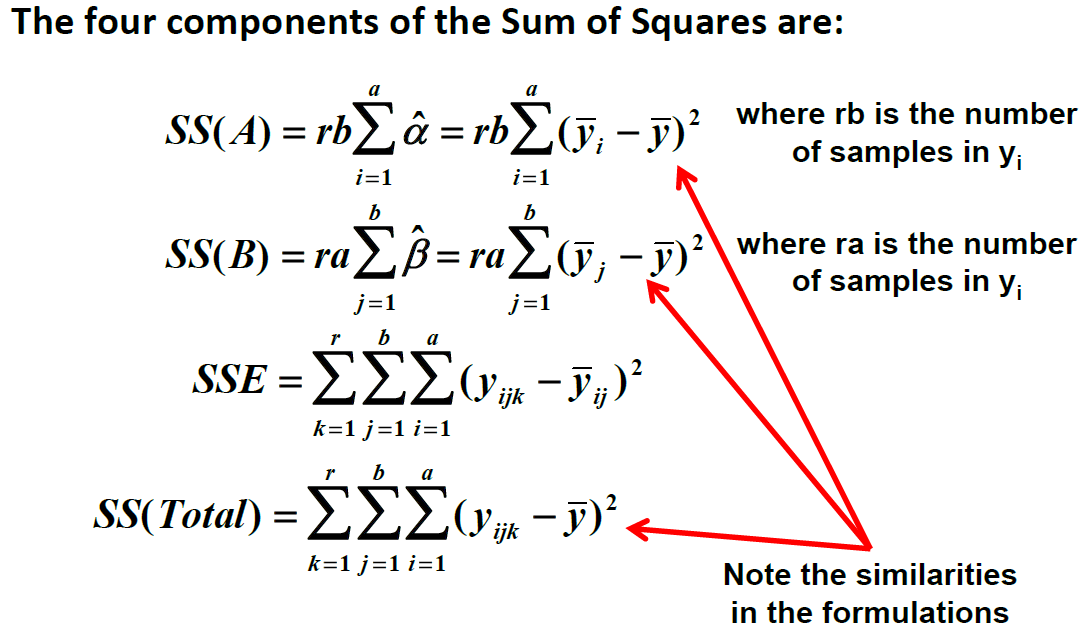 The four components of the Sum of Squares are:
SS(A) = rb∑_{i=1}^{a} α̂ = rb∑_{i=1}^{a} (ȳ_i − ȳ)²
where rb is the number
of samples in y_i
SS(B) = ra∑_{j=1}^{b} β̂ = ra∑_{j=1}^{b} (ȳ_j − ȳ)²
where ra is the number
of samples in y_i
SSE = ∑_{k=1}^{r} ∑_{j=1}^{b} ∑_{i=1}^{a} (y_{ijk} − ȳ_{ij})²
SS(Total) = ∑_{k=1}^{r} ∑_{j=1}^{b} ∑_{i=1}^{a} (y_{ijk} − ȳ)²
Note the similarities
in the formulations